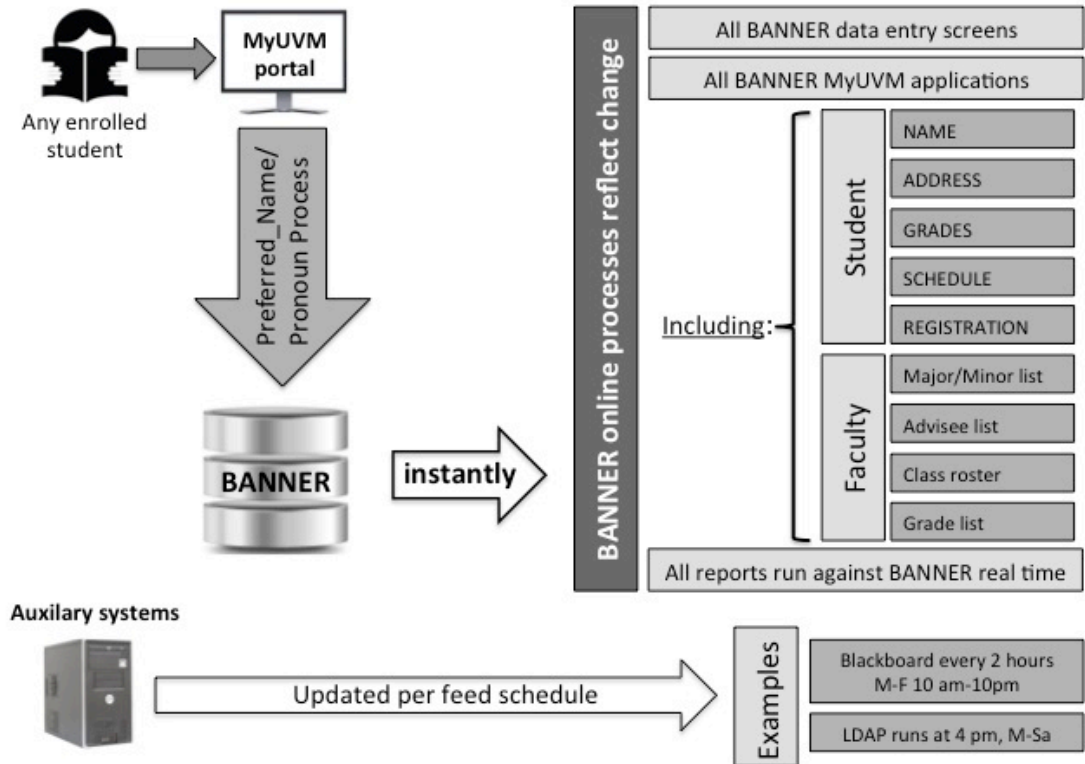 MyUVM
portal
Any enrolled
student
Preferred_Name/
Pronoun Process
BANNER
instantly
BANNER online processes reflect change
All BANNER data entry screens
All BANNER MyUVM applications
Including:
Student
NAME
ADDRESS
GRADES
SCHEDULE
REGISTRATION
Faculty
Major/Minor list
Advisee list
Class roster
Grade list
All reports run against BANNER real time
Auxilary systems
Updated per feed schedule
Examples
Blackboard every 2 hours
M-F 10 am-10pm
LDAP runs at 4 pm, M-Sa